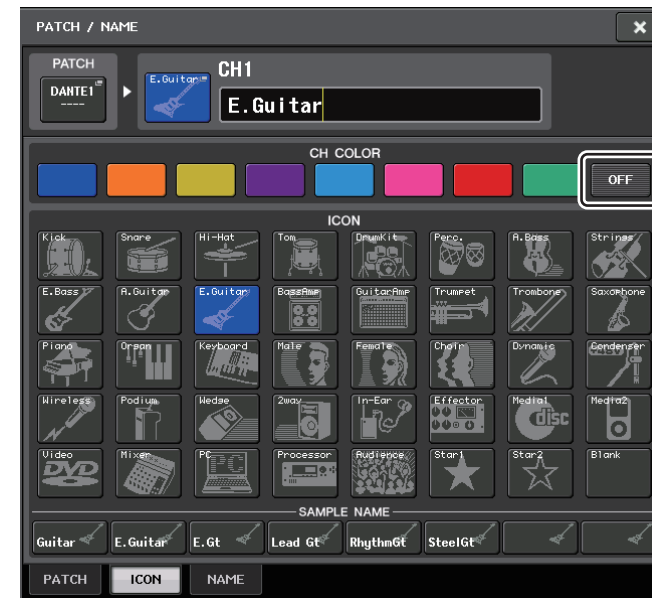 PATCH / NAME
PATCH
DANTE1
----
E.Guitar
CH1
E.Guitar
CH COLOR
OFF
ICON
Kick Snare Hi-Hat Tom DrumKit Perc. A.Bass Strings
E.Bass A.Guitar E.Guitar BassAmp GuitarAmp Trumpet Trombone Saxophone
Piano Organ Keyboard Male Female Choir Dynamic Condenser
Wireless Podium Wedge 2way In-Ear Effector Media1 Media2
disc
Video Mixer PC Processor Audience Star1 Star2 Blank
DVD PC
SAMPLE NAME
Guitar E.Guitar E.Gt Lead Gt RhythmGt SteelGt
PATCH ICON NAME